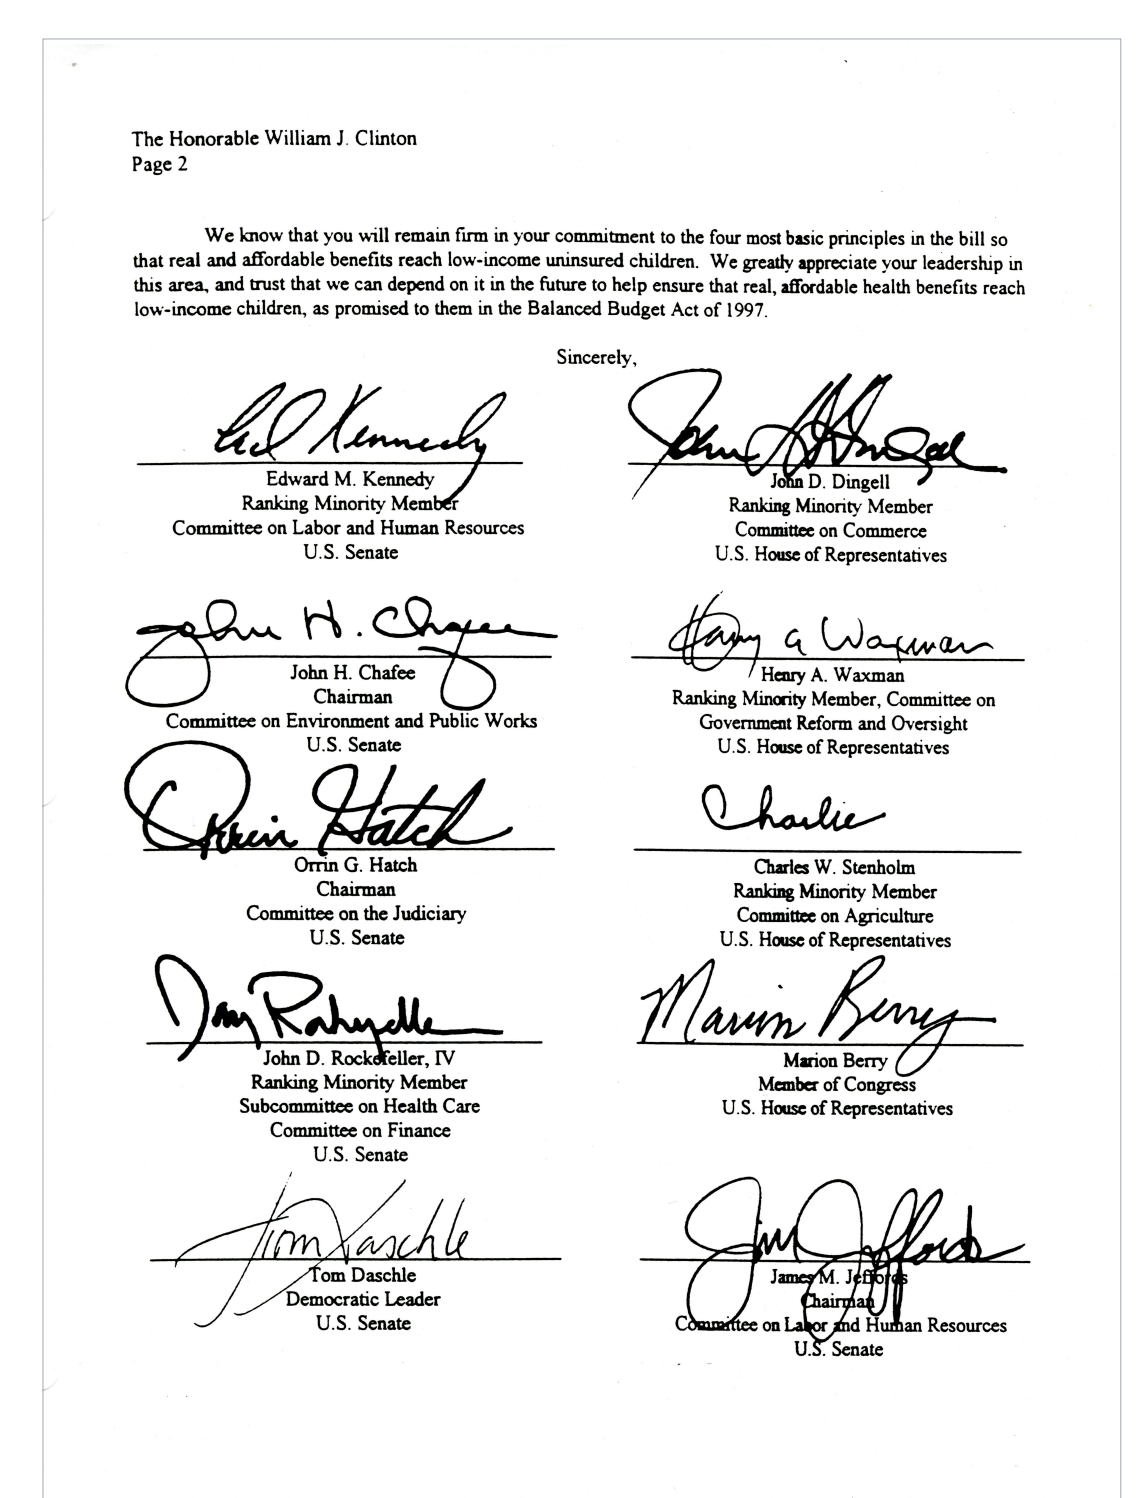 The Honorable William J. Clinton
Page 2
We know that you will remain firm in your commitment to the four most basic principles in the bill so
that real and affordable benefits reach low-income uninsured children. We greatly appreciate your leadership in
this area, and trust that we can depend on it in the future to help ensure that real, affordable health benefits reach
low-income children, as promised to them in the Balanced Budget Act of 1997.
Sincerely,
Ted Kennedy
Edward M. Kennedy
Ranking Minority Member
Committee on Labor and Human Resources
U.S. Senate
John D Dingell
John D. Dingell
Ranking Minority Member
Committee on Commerce
U.S. House of Representatives
John H. Chafee
John H. Chafee
Chairman
Committee on Environment and Public Works
U.S. Senate
Henry A Waxman
Henry A. Waxman
Ranking Minority Member, Committee on
Government Reform and Oversight
U.S. House of Representatives
Orrin Hatch
Orrin G. Hatch
Chairman
Committee on the Judiciary
U.S. Senate
Charlie
Charles W. Stenholm
Ranking Minority Member
Committee on Agriculture
U.S. House of Representatives
Jay Rockefeller
John D. Rockefeller, IV
Ranking Minority Member
Subcommittee on Health Care
Committee on Finance
U.S. Senate
Marion Berry
Marion Berry
Member of Congress
U.S. House of Representatives
Tom Daschle
Tom Daschle
Democratic Leader
U.S. Senate
Jim Jeffords
James M. Jeffords
Chairman
Committee on Labor and Human Resources
U.S. Senate